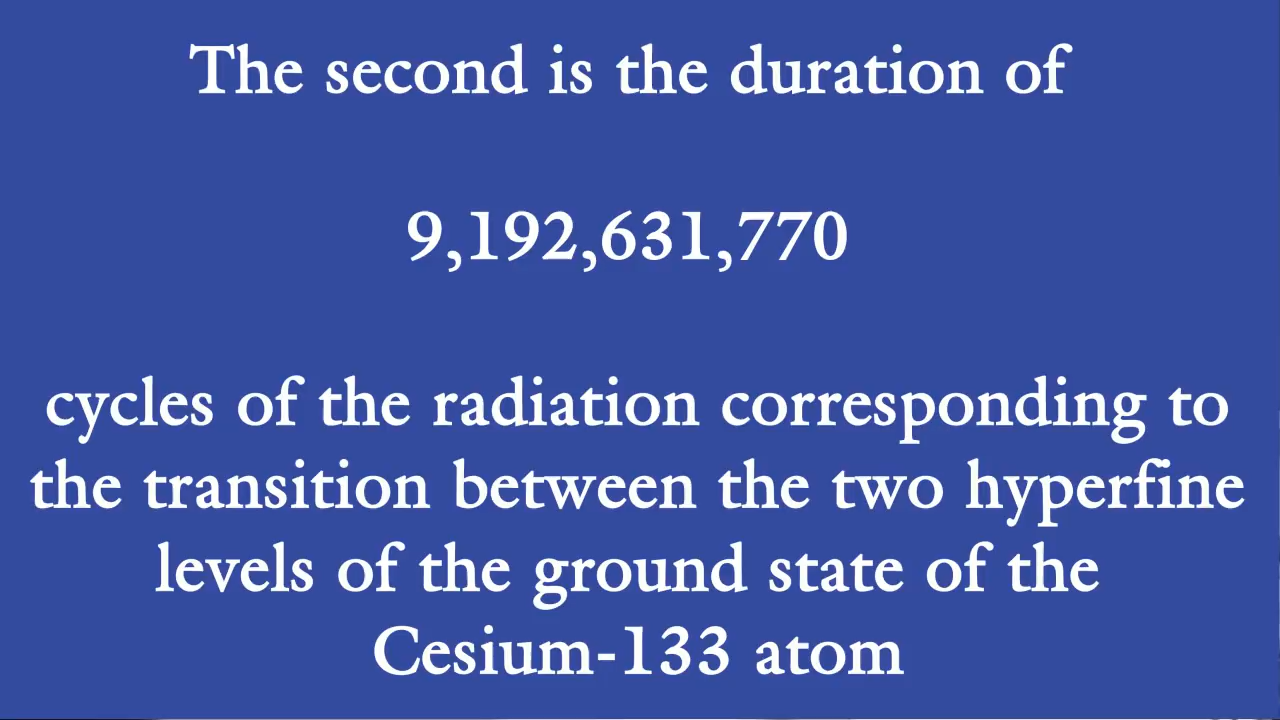 The second is the duration of
9,192,631,770
cycles of the radiation corresponding to
the transition between the two hyperfine
levels of the ground state of the
Cesium-133 atom